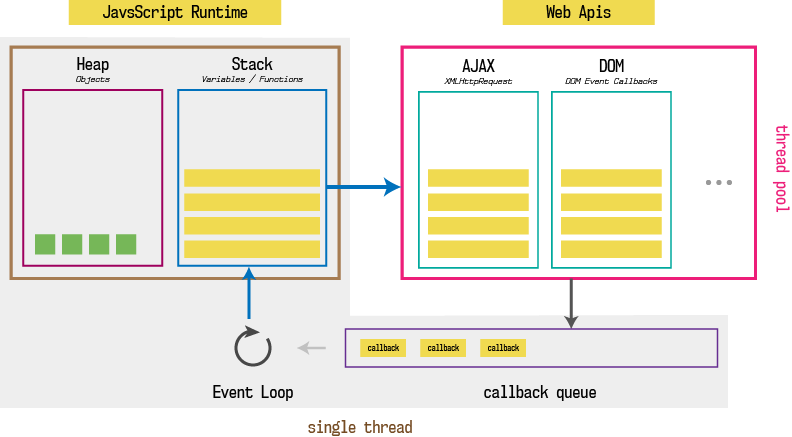 JavsScript Runtime
Web Apis
Heap
Objects
Stack
Variables / Functions
AJAX
XMLHttpRequest
DOM
DOM Event Callbacks
thread pool
callback
callback
callback
Event Loop
callback queue
single thread